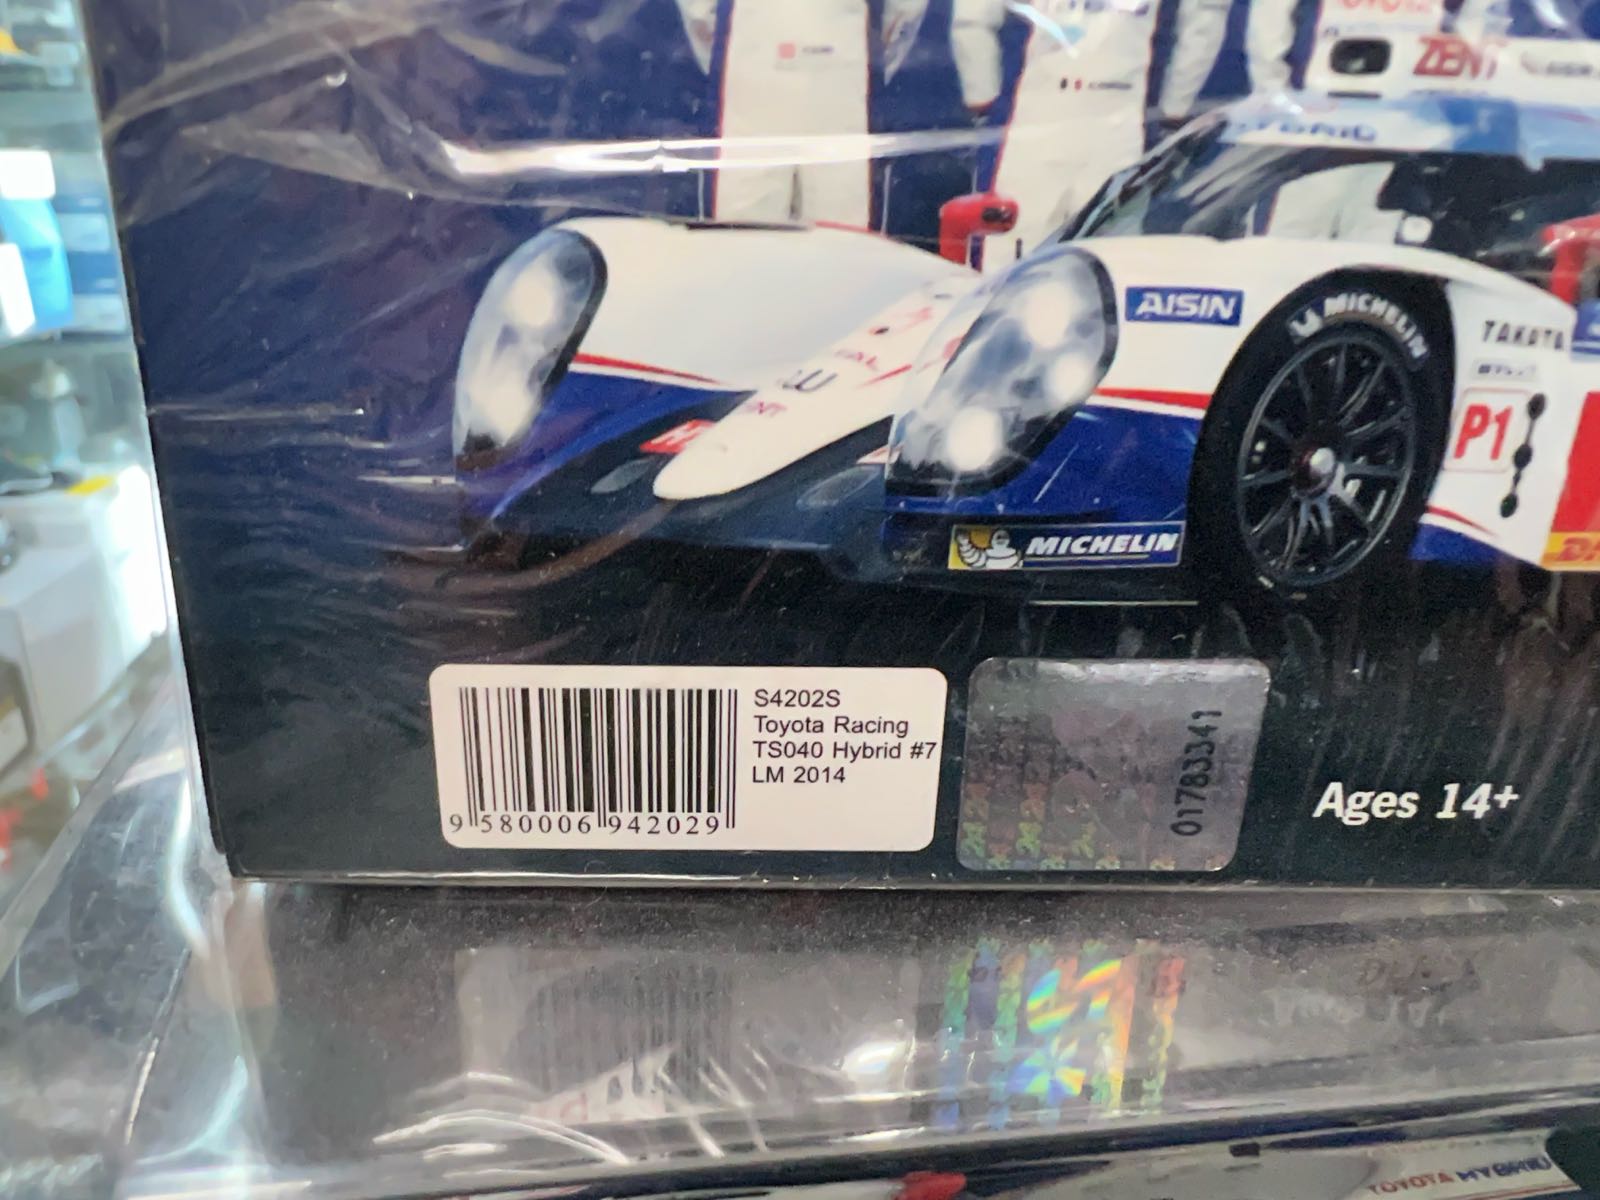 ZENT
AISIN
MICHELIN
TAKATA
P1
MICHELIN
S4202S
Toyota Racing
TS040 Hybrid #7
LM 2014
9 580006 942029
01783341
Ages 14+
TOYOTA HYBRID